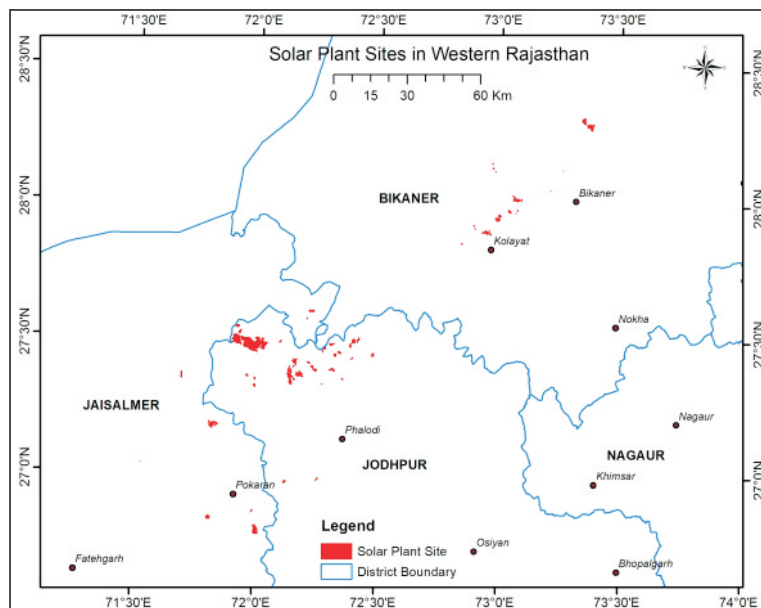 71°30'E 72°0'E 72°30'E 73°0'E 73°30'E
Solar Plant Sites in Western Rajasthan
0 15 30 60 Km
28°30'N 28°30'N
28°0'N 28°0'N
BIKANER
Bikaner
Kolayat
Nokha
27°30'N 27°30'N
JAISALMER
Phalodi
Nagaur
JODHPUR
NAGAUR
27°0'N 27°0'N
Pokaran
Khimsar
Legend
Solar Plant Site
District Boundary
Osiyan
Fatehgarh
Bhopalgarh
71°30'E 72°0'E 72°30'E 73°0'E 73°30'E 74°0'E